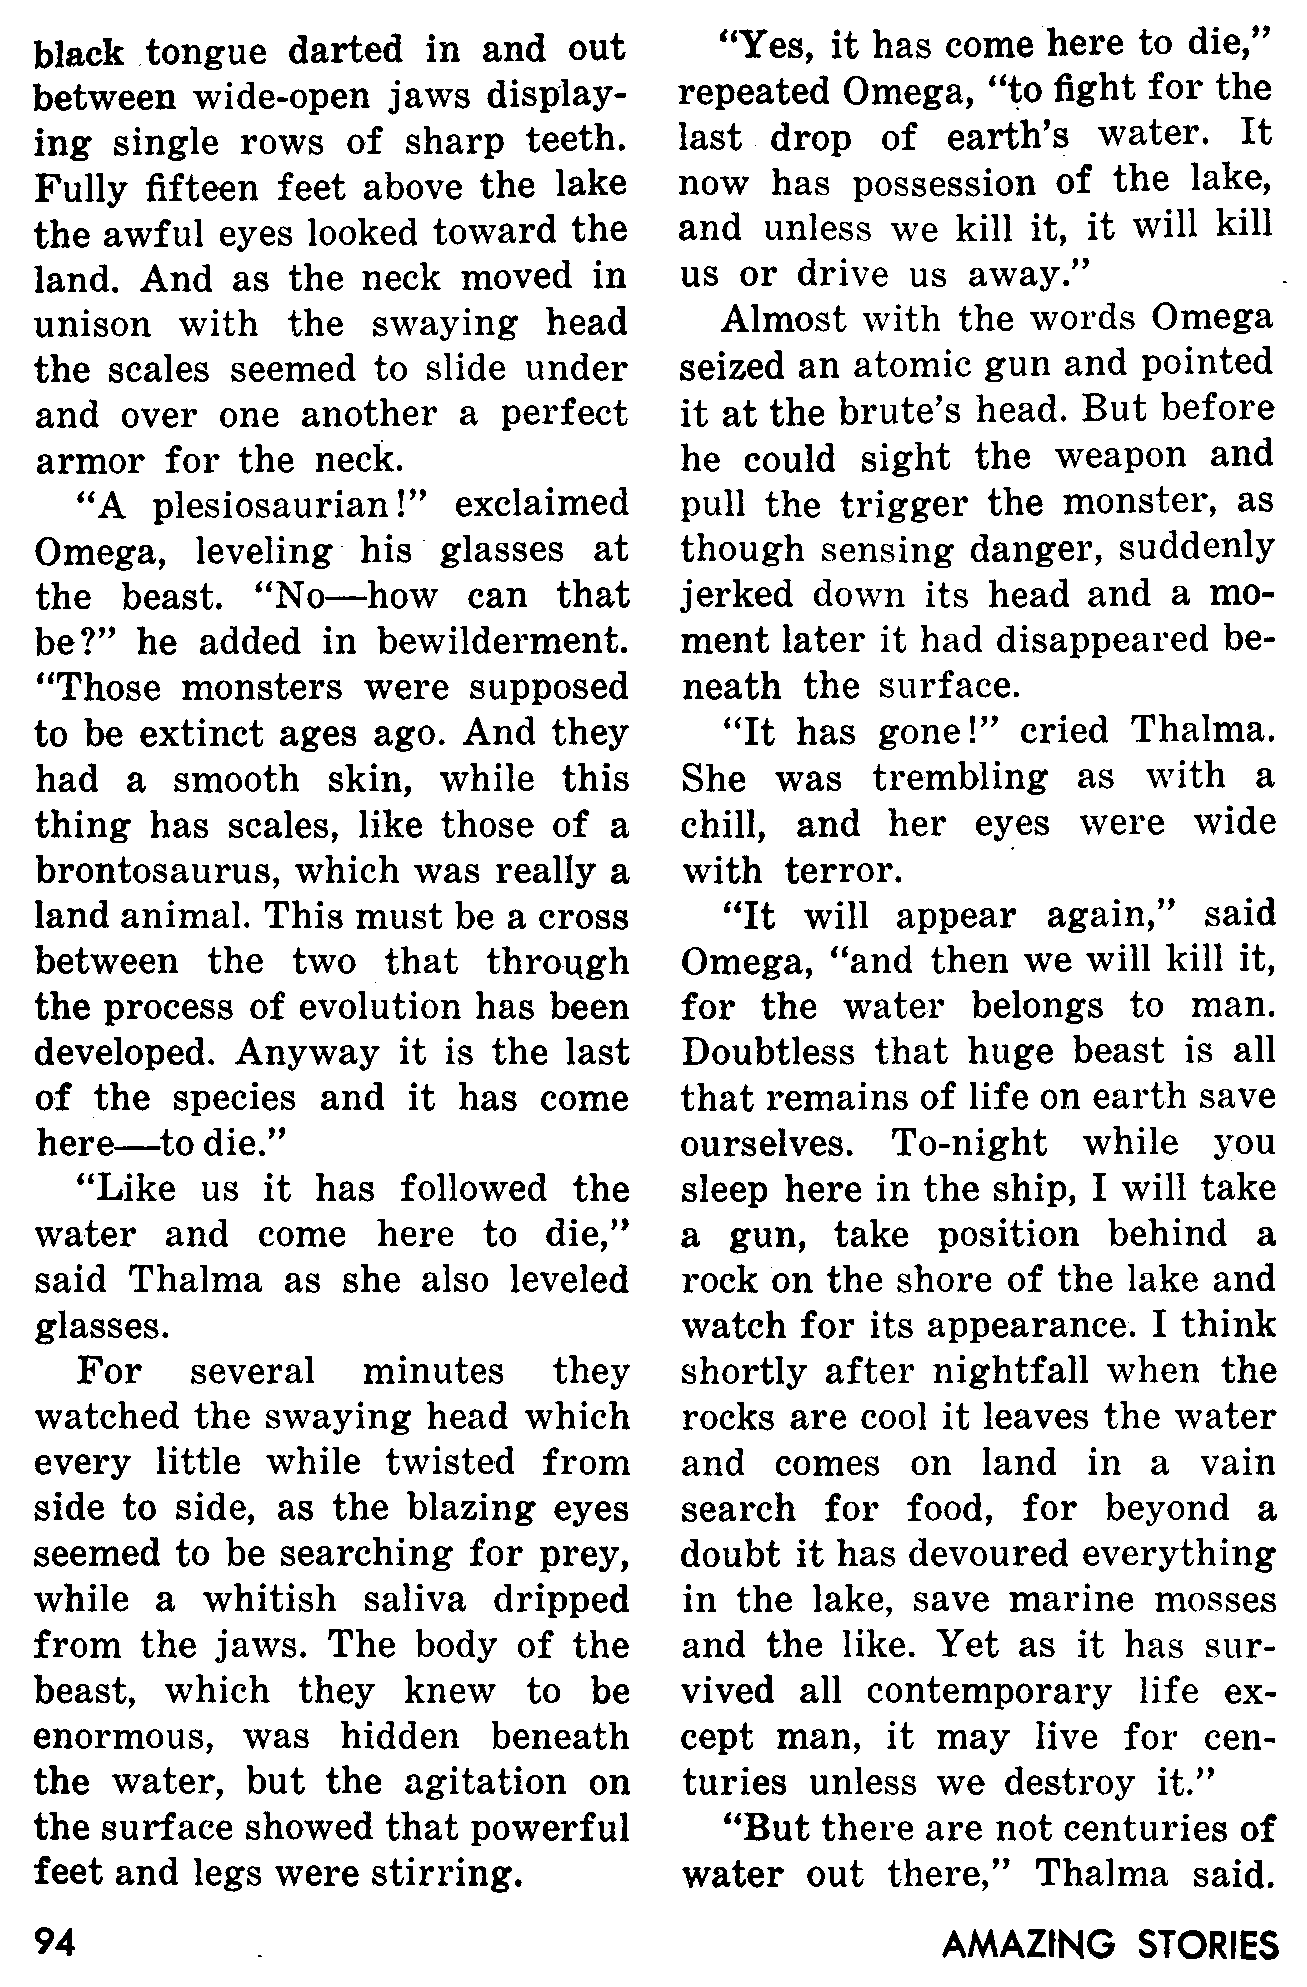 black tongue darted in and out
between wide-open jaws display-
ing single rows of sharp teeth.
Fully fifteen feet above the lake
the awful eyes looked toward the
land. And as the neck moved in
unison with the swaying head
the scales seemed to slide under
and over one another a perfect
armor for the neck.
“A plesiosaurian!” exclaimed
Omega, leveling his glasses at
the beast. “No—how can that
be?” he added in bewilderment.
“Those monsters were supposed
to be extinct ages ago. And they
had a smooth skin, while this
thing has scales, like those of a
brontosaurus, which was really a
land animal. This must be a cross
between the two that through
the process of evolution has been
developed. Anyway it is the last
of the species and it has come
here—to die.”
“Like us it has followed the
water and come here to die,”
said Thalma as she also leveled
glasses.
For several minutes they
watched the swaying head which
every little while twisted from
side to side, as the blazing eyes
seemed to be searching for prey,
while a whitish saliva dripped
from the jaws. The body of the
beast, which they knew to be
enormous, was hidden beneath
the water, but the agitation on
the surface showed that powerful
feet and legs were stirring.
“Yes, it has come here to die,”
repeated Omega, “to fight for the
last drop of earth’s water. It
now has possession of the lake,
and unless we kill it, it will kill
us or drive us away.”
Almost with the words Omega
seized an atomic gun and pointed
it at the brute’s head. But before
he could sight the weapon and
pull the trigger the monster, as
though sensing danger, suddenly
jerked down its head and a mo-
ment later it had disappeared be-
neath the surface.
“It has gone!” cried Thalma.
She was trembling as with a
chill, and her eyes were wide
with terror.
“It will appear again,” said
Omega, “and then we will kill it,
for the water belongs to man.
Doubtless that huge beast is all
that remains of life on earth save
ourselves. To-night while you
sleep here in the ship, I will take
a gun, take position behind a
rock on the shore of the lake and
watch for its appearance. I think
shortly after nightfall when the
rocks are cool it leaves the water
and comes on land in a vain
search for food, for beyond a
doubt it has devoured everything
in the lake, save marine mosses
and the like. Yet as it has sur-
vived all contemporary life ex-
cept man, it may live for cen-
turies unless we destroy it.”
“But there are not centuries of
water out there,” Thalma said.
94
AMAZING STORIES